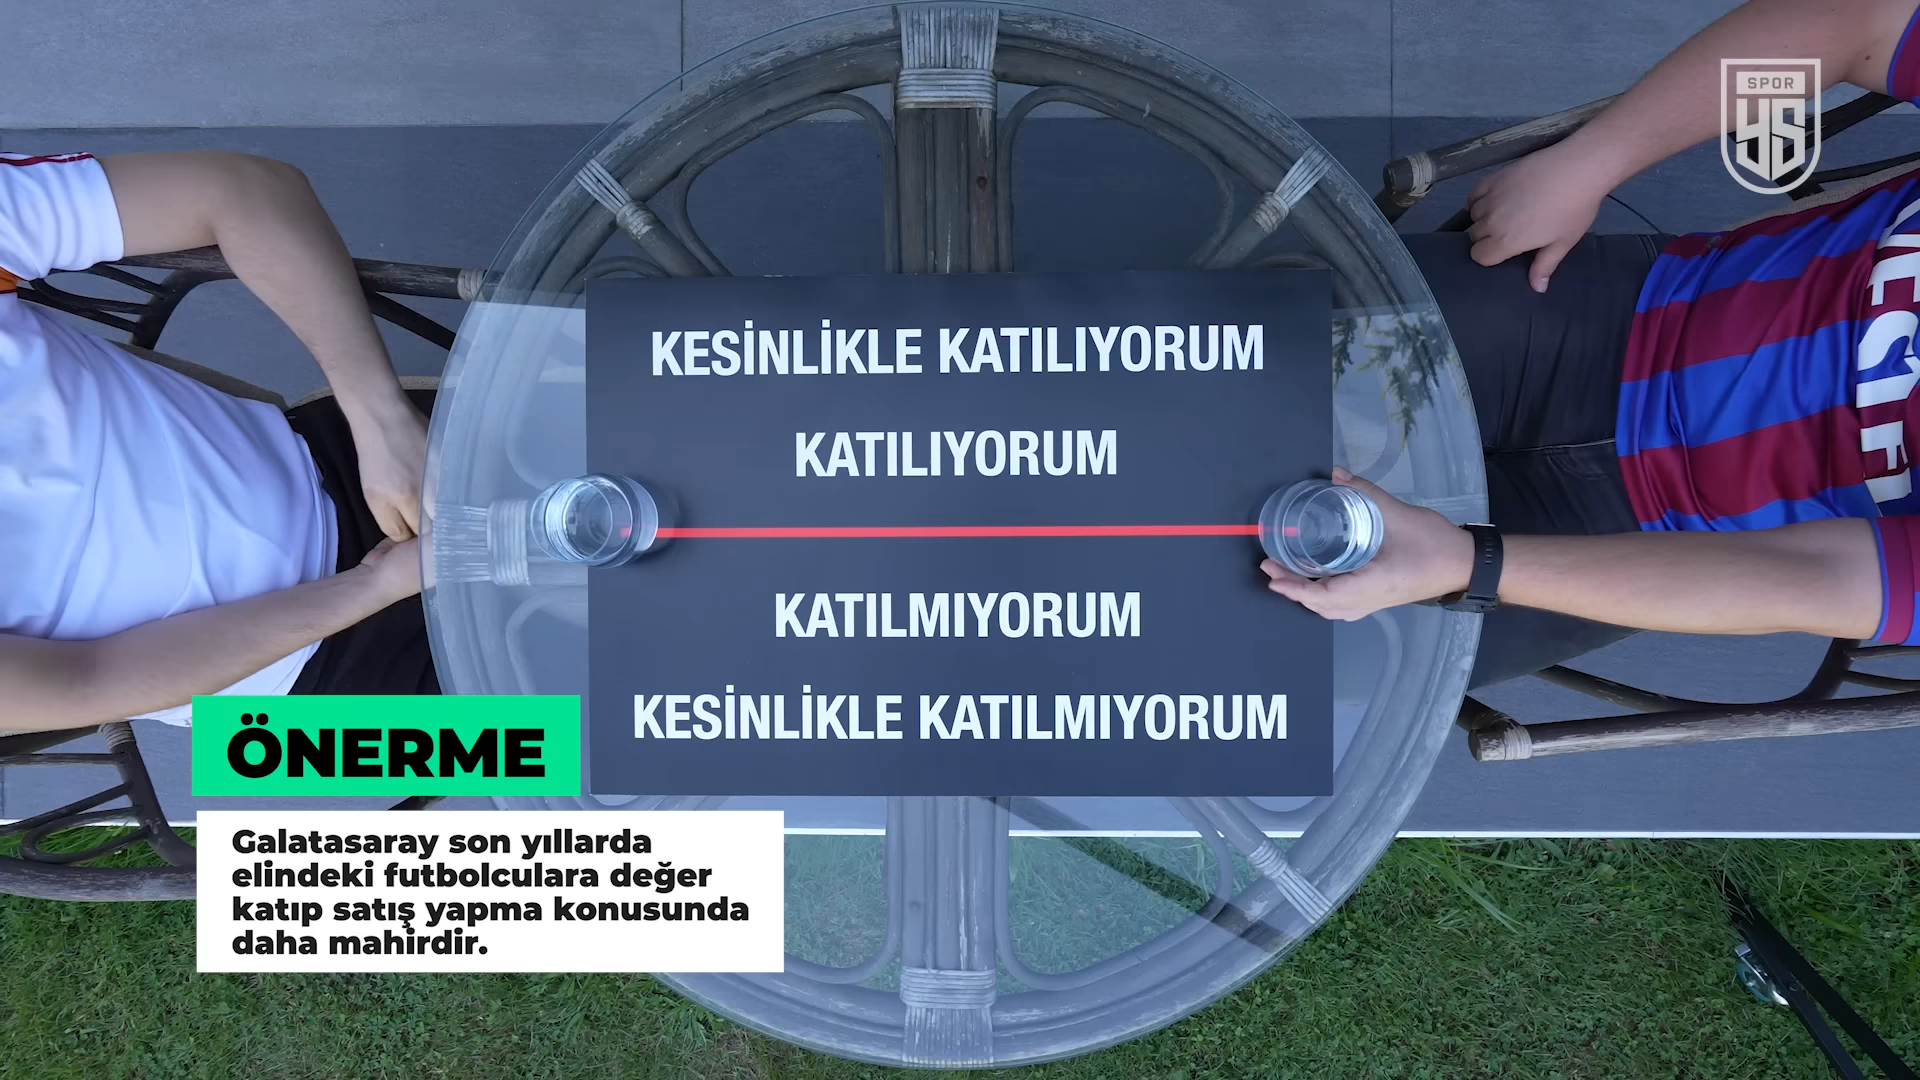 SPOR
YS
KESİNLİKLE KATILIYORUM
KATILIYORUM
KATILMIYORUM
KESİNLİKLE KATILMIYORUM
ÖNERME
Galatasaray son yıllarda
elindeki futbolculara değer
katıp satış yapma konusunda
daha mahirdir.